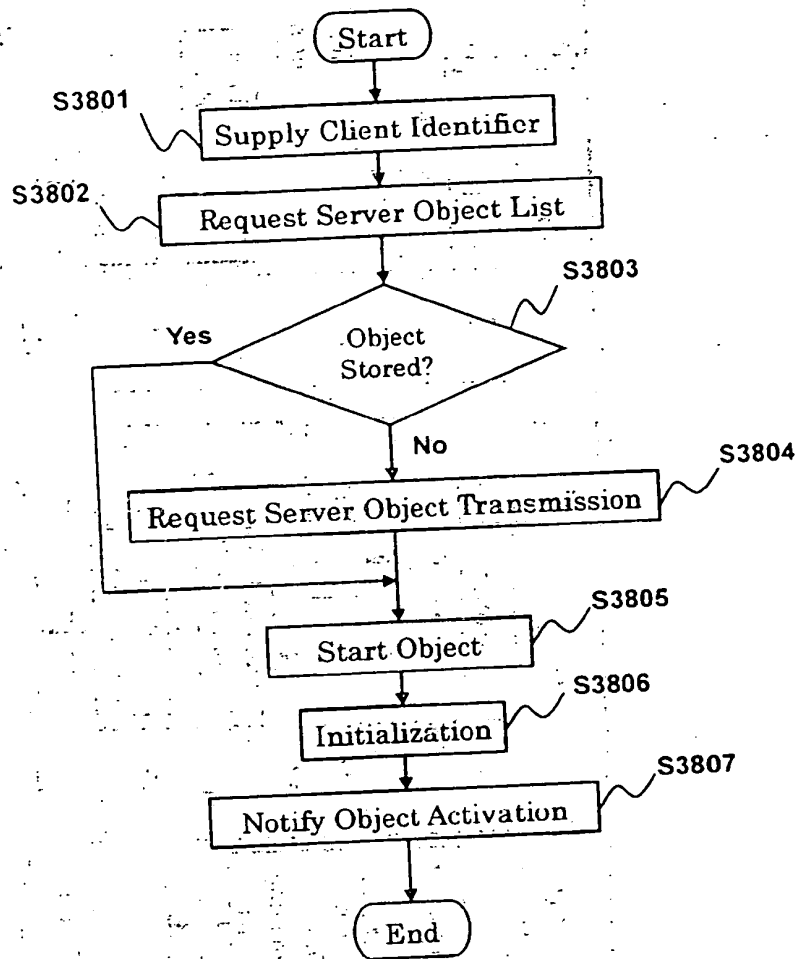 Start
S3801
Supply Client Identifier
S3802
Request Server Object List
S3803
Yes
Object
Stored?
No
S3804
Request Server Object Transmission
S3805
Start Object
S3806
Initialization
S3807
Notify Object Activation
End